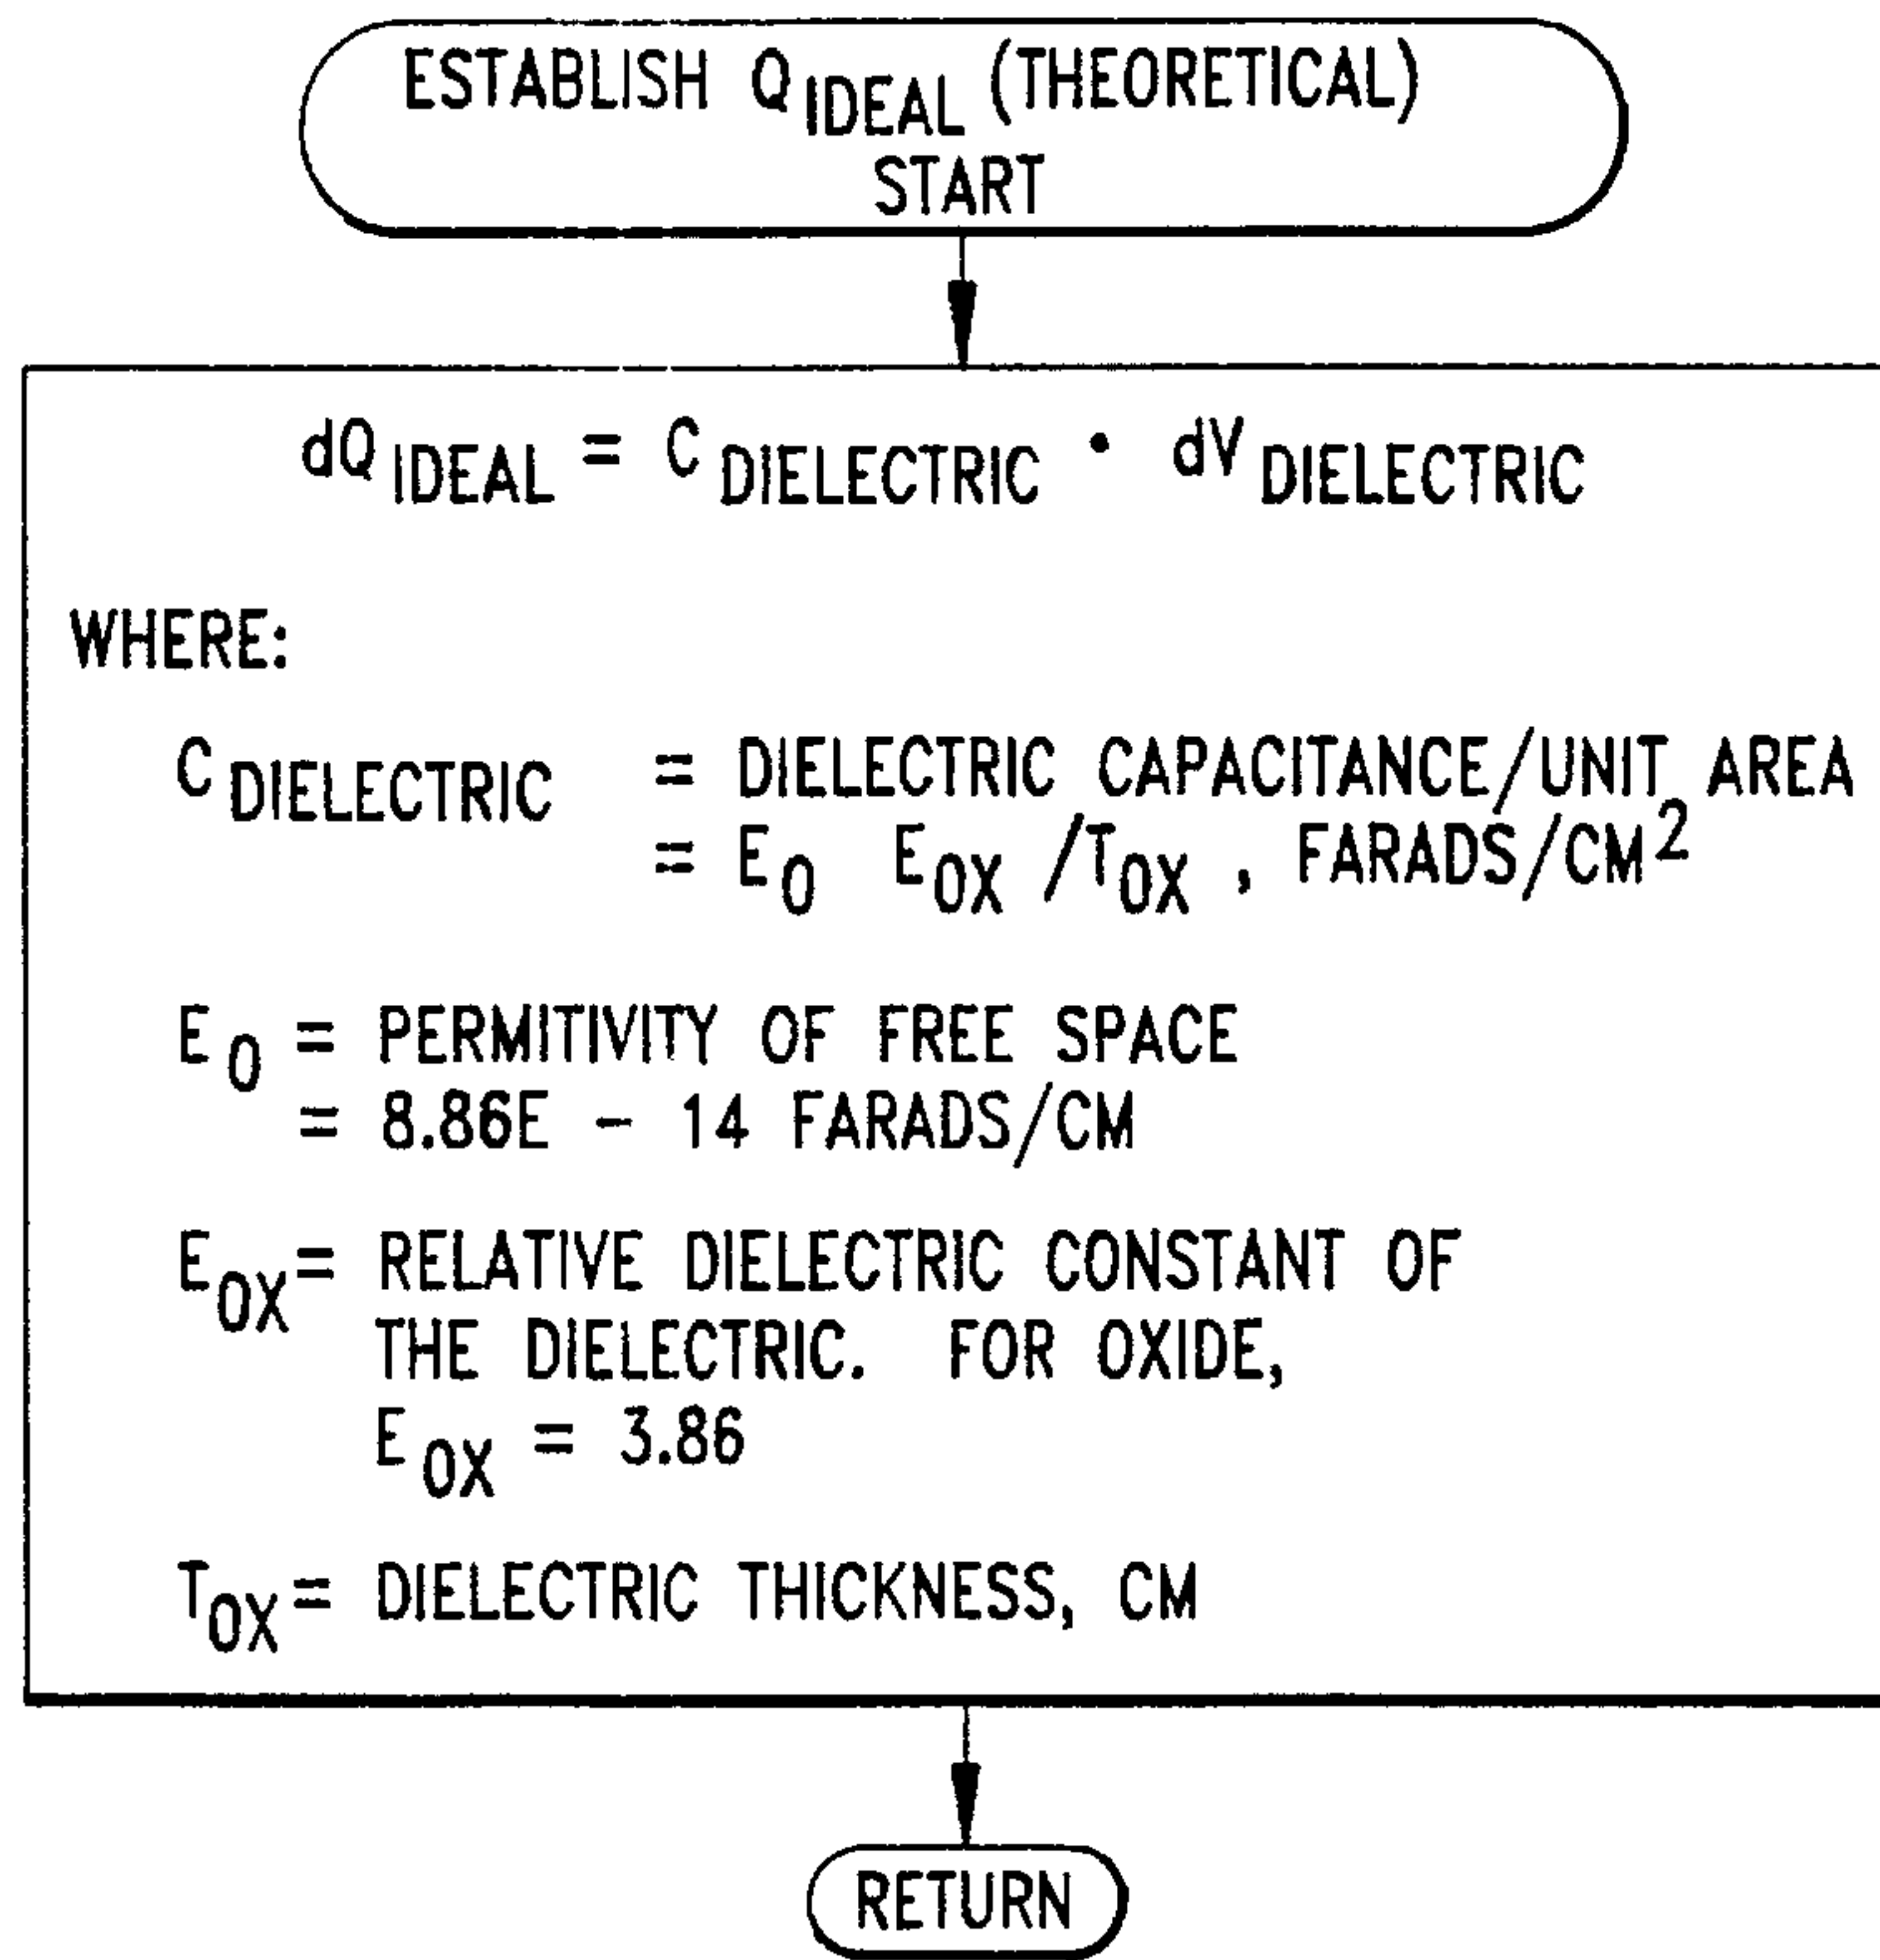 ESTABLISH Q IDEAL (THEORETICAL)
START
dQ IDEAL = C DIELECTRIC • dV DIELECTRIC
WHERE:
C DIELECTRIC = DIELECTRIC CAPACITANCE/UNIT AREA
= E0 EOX /TOX , FARADS/CM²
E0 = PERMITIVITY OF FREE SPACE
= 8.86E - 14 FARADS/CM
EOX = RELATIVE DIELECTRIC CONSTANT OF
THE DIELECTRIC. FOR OXIDE,
EOX = 3.86
TOX = DIELECTRIC THICKNESS, CM
RETURN